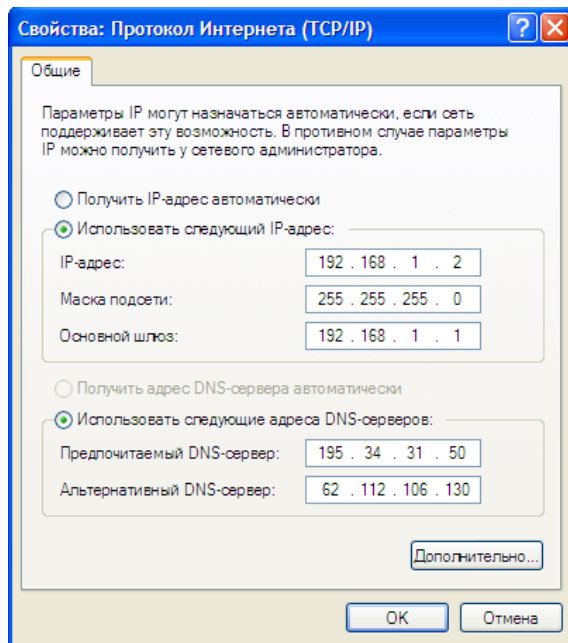 Свойства: Протокол Интернета (TCP/IP)
Общие
Параметры IP могут назначаться автоматически, если сеть
поддерживает эту возможность. В противном случае параметры
IP можно получить у сетевого администратора.
Получить IP-адрес автоматически
Использовать следующий IP-адрес:
IP-адрес: 192 . 168 . 1 . 2
Маска подсети: 255 . 255 . 255 . 0
Основной шлюз: 192 . 168 . 1 . 1
Получить адрес DNS-сервера автоматически
Использовать следующие адреса DNS-серверов:
Предпочитаемый DNS-сервер: 195 . 34 . 31 . 50
Альтернативный DNS-сервер: 62 . 112 . 106 . 130
Дополнительно...
OK Отмена